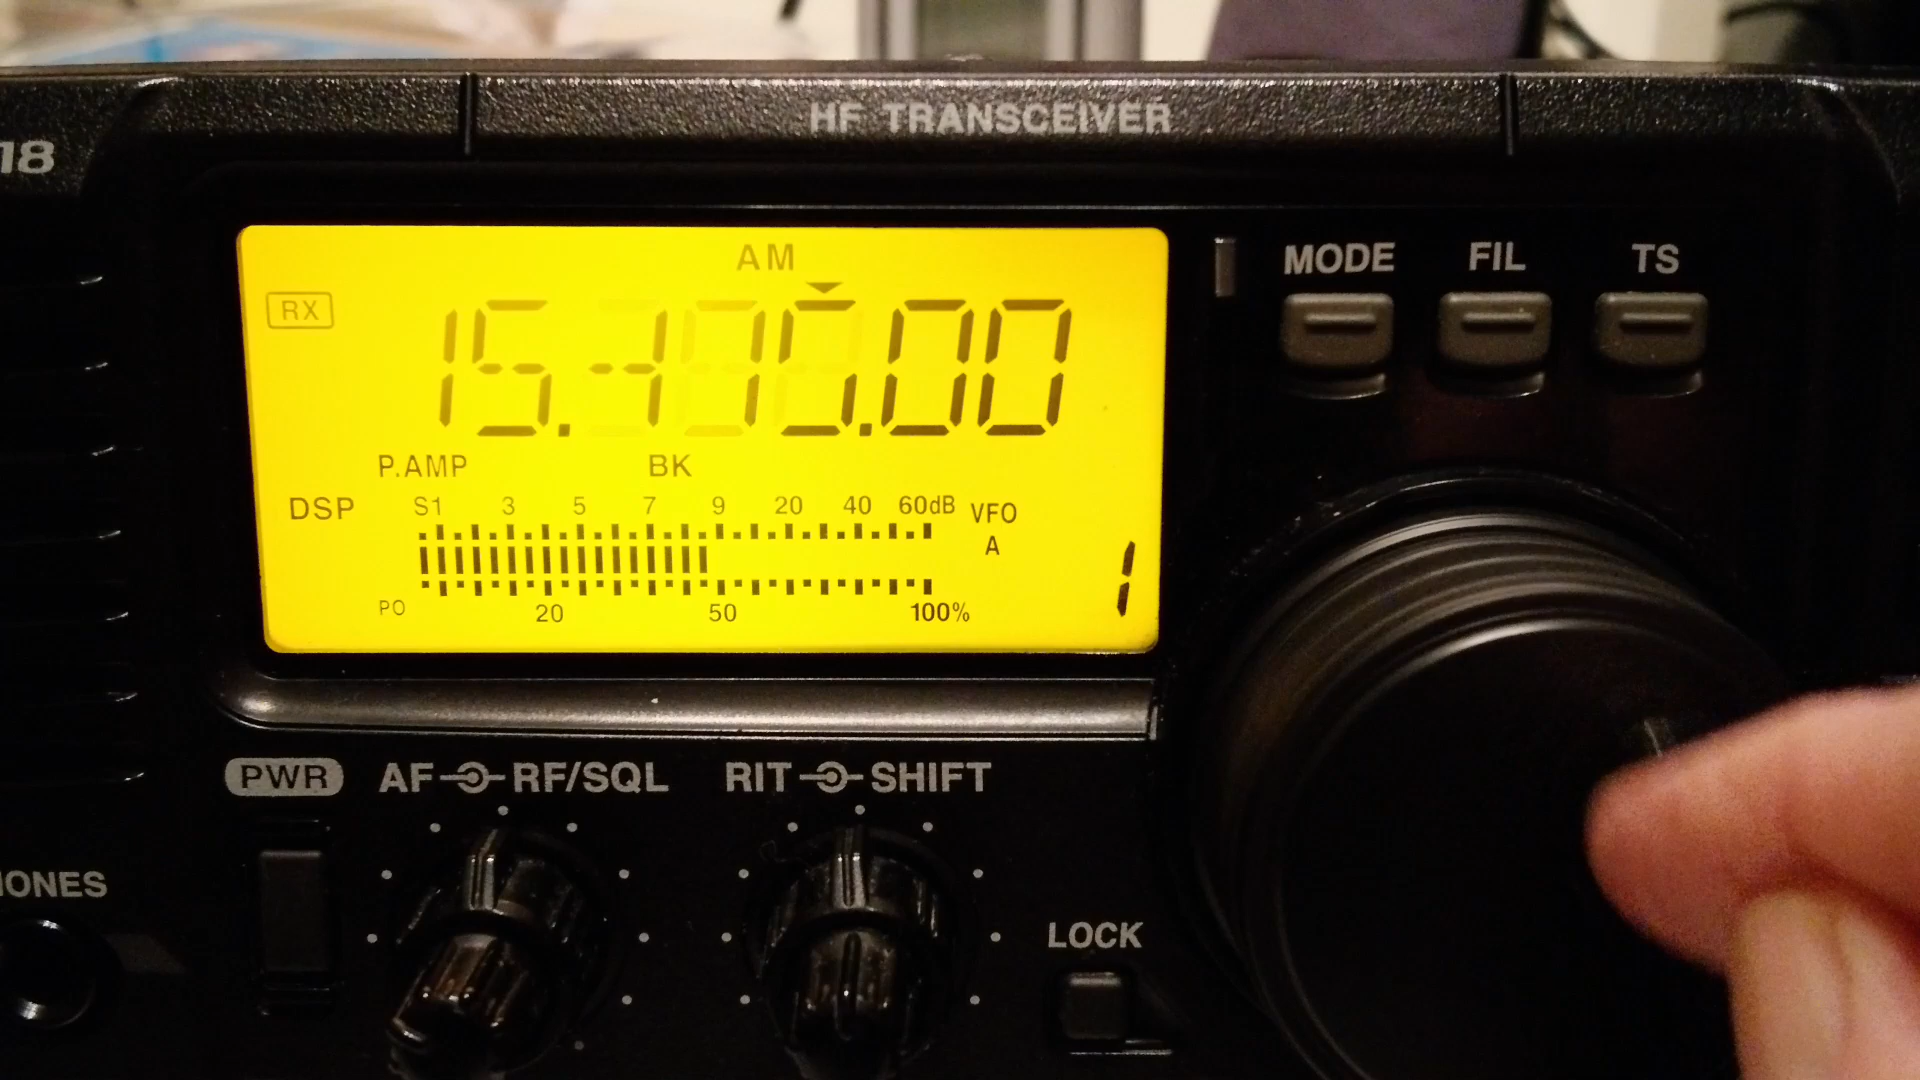 HF TRANSCEIVER
18
MODE FIL TS
AM
RX
P.AMP BK
DSP
S1 3 5 7 9 20 40 60dB
VFO
A
1
PO 20 50 100%
PWR AF RF/SQL RIT SHIFT
LOCK